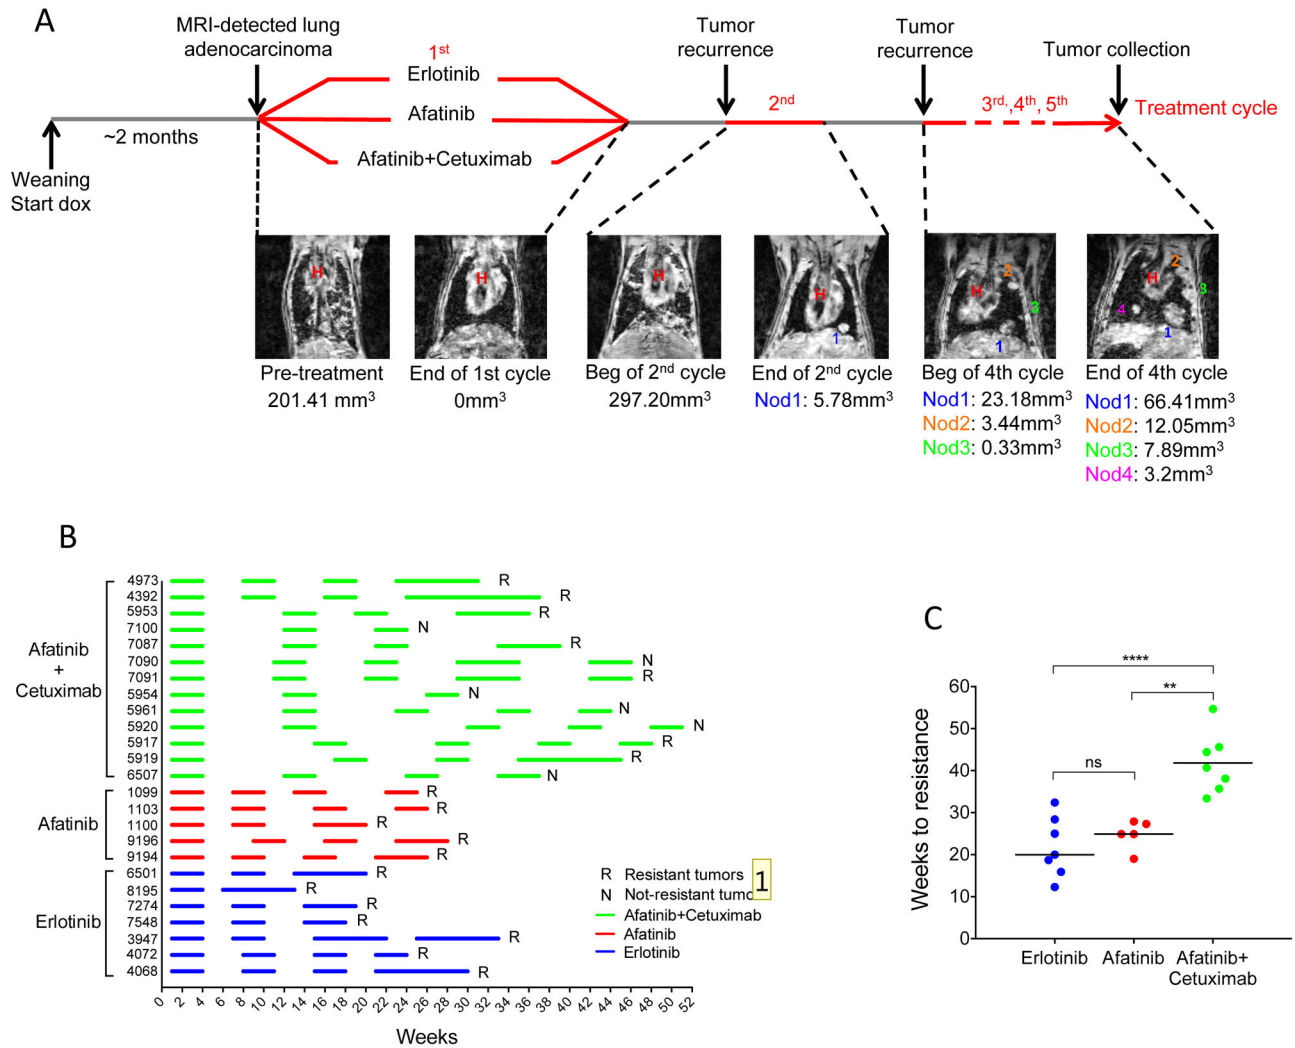 A
MRI-detected lung
adenocarcinoma
Tumor
recurrence
Tumor
recurrence
Tumor collection
1st
Erlotinib
Afatinib
Afatinib+Cetuximab
2nd
3rd,,4th, 5th
Treatment cycle
~2 months
Weaning
Start dox
H
H
H
H
1
H
2
3
1
H
2
3
4
1
Pre-treatment
201.41 mm3
End of 1st cycle
0mm3
Beg of 2nd cycle
297.20mm3
End of 2nd cycle
Nod1: 5.78mm3
Beg of 4th cycle
Nod1: 23.18mm3
Nod2: 3.44mm3
Nod3: 0.33mm3
End of 4th cycle
Nod1: 66.41mm3
Nod2: 12.05mm3
Nod3: 7.89mm3
Nod4: 3.2mm3
B
Afatinib
+
Cetuximab
4973 R
4392 R
5953 R
7100 N
7087 R
7090 N
7091 R
5954 N
5961 N
5920 N
5917 R
5919 R
6507 N
Afatinib
1099 R
1103 R
1100 R
9196 R
9194 R
Erlotinib
6501 R
8195 R
7274 R
7548 R
3947 R
4072 R
4068 R
R Resistant tumors
N Not-resistant tumo
1
Afatinib+Cetuximab
Afatinib
Erlotinib
0 2 4 6 8 10 12 14 16 18 20 22 24 26 28 30 32 34 36 38 40 42 44 46 48 50 52
Weeks
C
Weeks to resistance
60
50
40
30
20
10
0
****
**
ns
Erlotinib
Afatinib
Afatinib+
Cetuximab